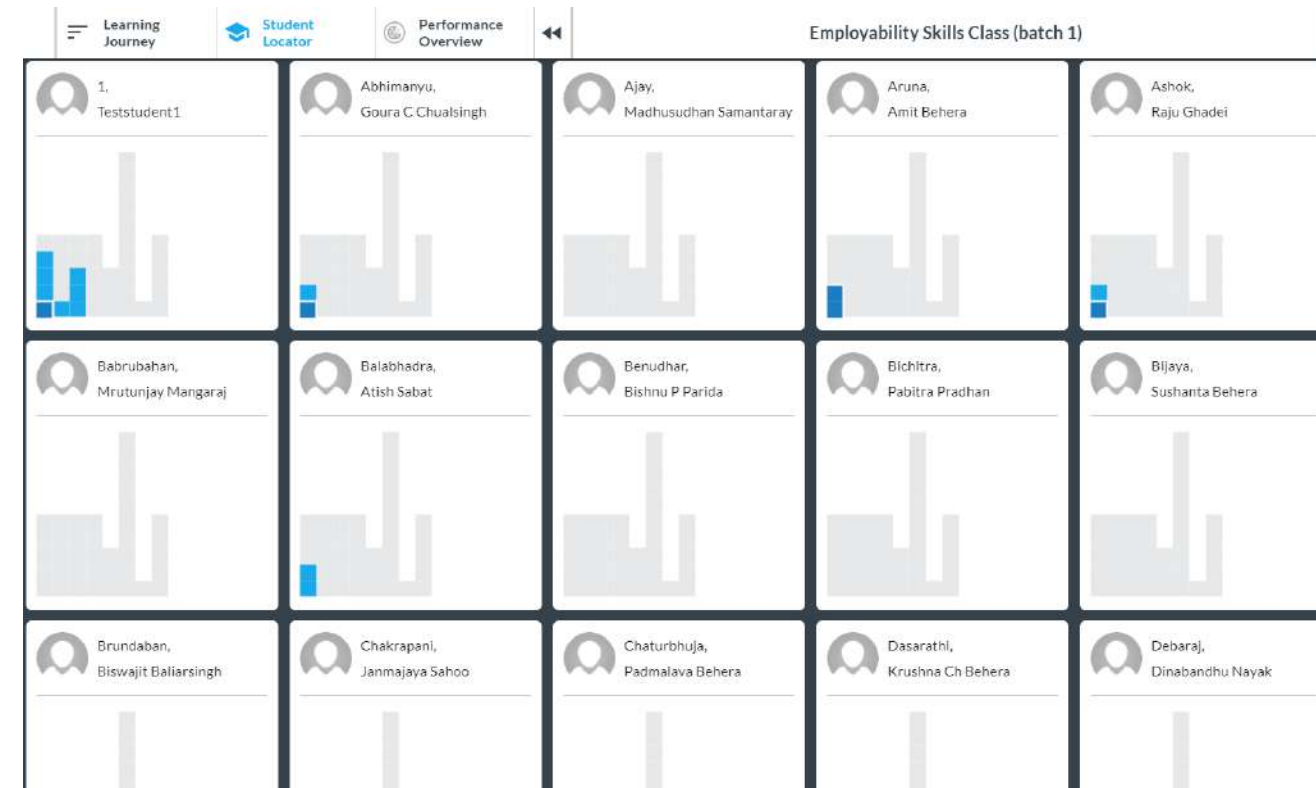 Learning
Journey
Student
Locator
Performance
Overview
Employability Skills Class (batch 1)
1,
Teststudent1
Abhimanyu,
Goura C Chualsingh
Ajay,
Madhusudhan Samantaray
Aruna,
Amit Behera
Ashok,
Raju Ghadei
Babrubahan,
Mrutunjay Mangaraj
Balabhadra,
Atish Sabat
Benudhar,
Bishnu P Parida
Bichitra,
Pabitra Pradhan
Bijaya,
Sushanta Behera
Brundaban,
Biswajit Baliarsingh
Chakrapani,
Janmajaya Sahoo
Chaturbhuja,
Padmalava Behera
Dasarathi,
Krushna Ch Behera
Debaraj,
Dinabandhu Nayak